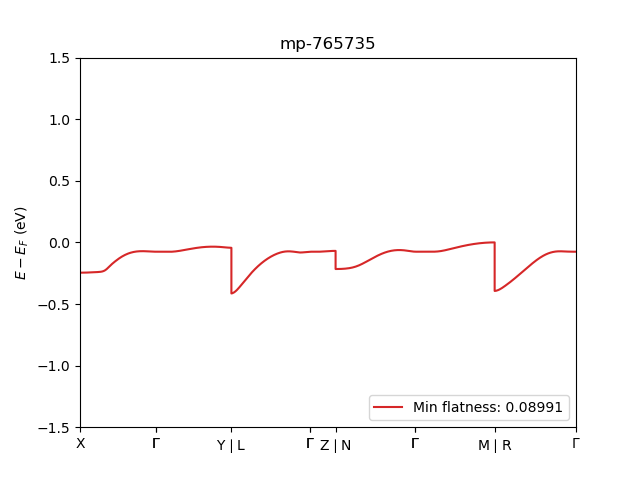 mp-765735
E − E_F (eV)
1.5
1.0
0.5
0.0
−0.5
−1.0
−1.5
Min flatness: 0.08991
X Γ Y | L Γ Z | N Γ M | R Γ